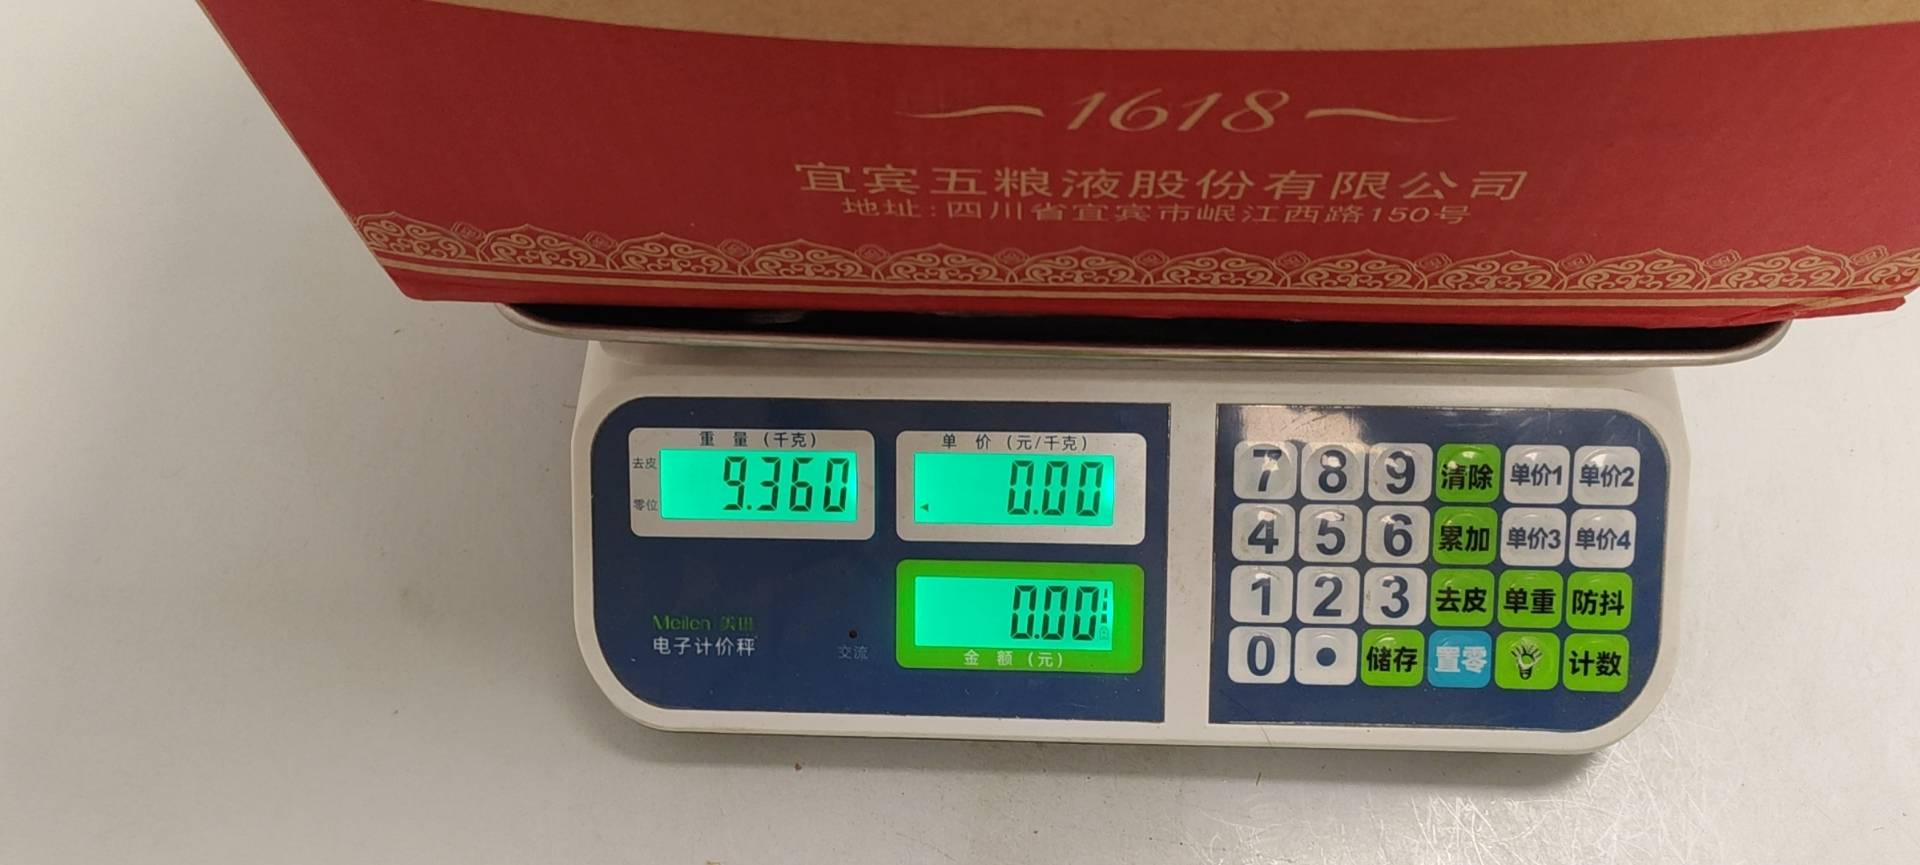 1618
宜宾五粮液股份有限公司
地址:四川省宜宾市岷江西路150号
重 量 (千克)
去皮
零位
9.360
单 价 (元/千克)
0.00
0.00
金 额 (元)
Meilen 美田
电子计价秤
交流
7 8 9 清除 单价1 单价2
4 5 6 累加 单价3 单价4
1 2 3 去皮 单重 防抖
0 • 储存 置零 计数